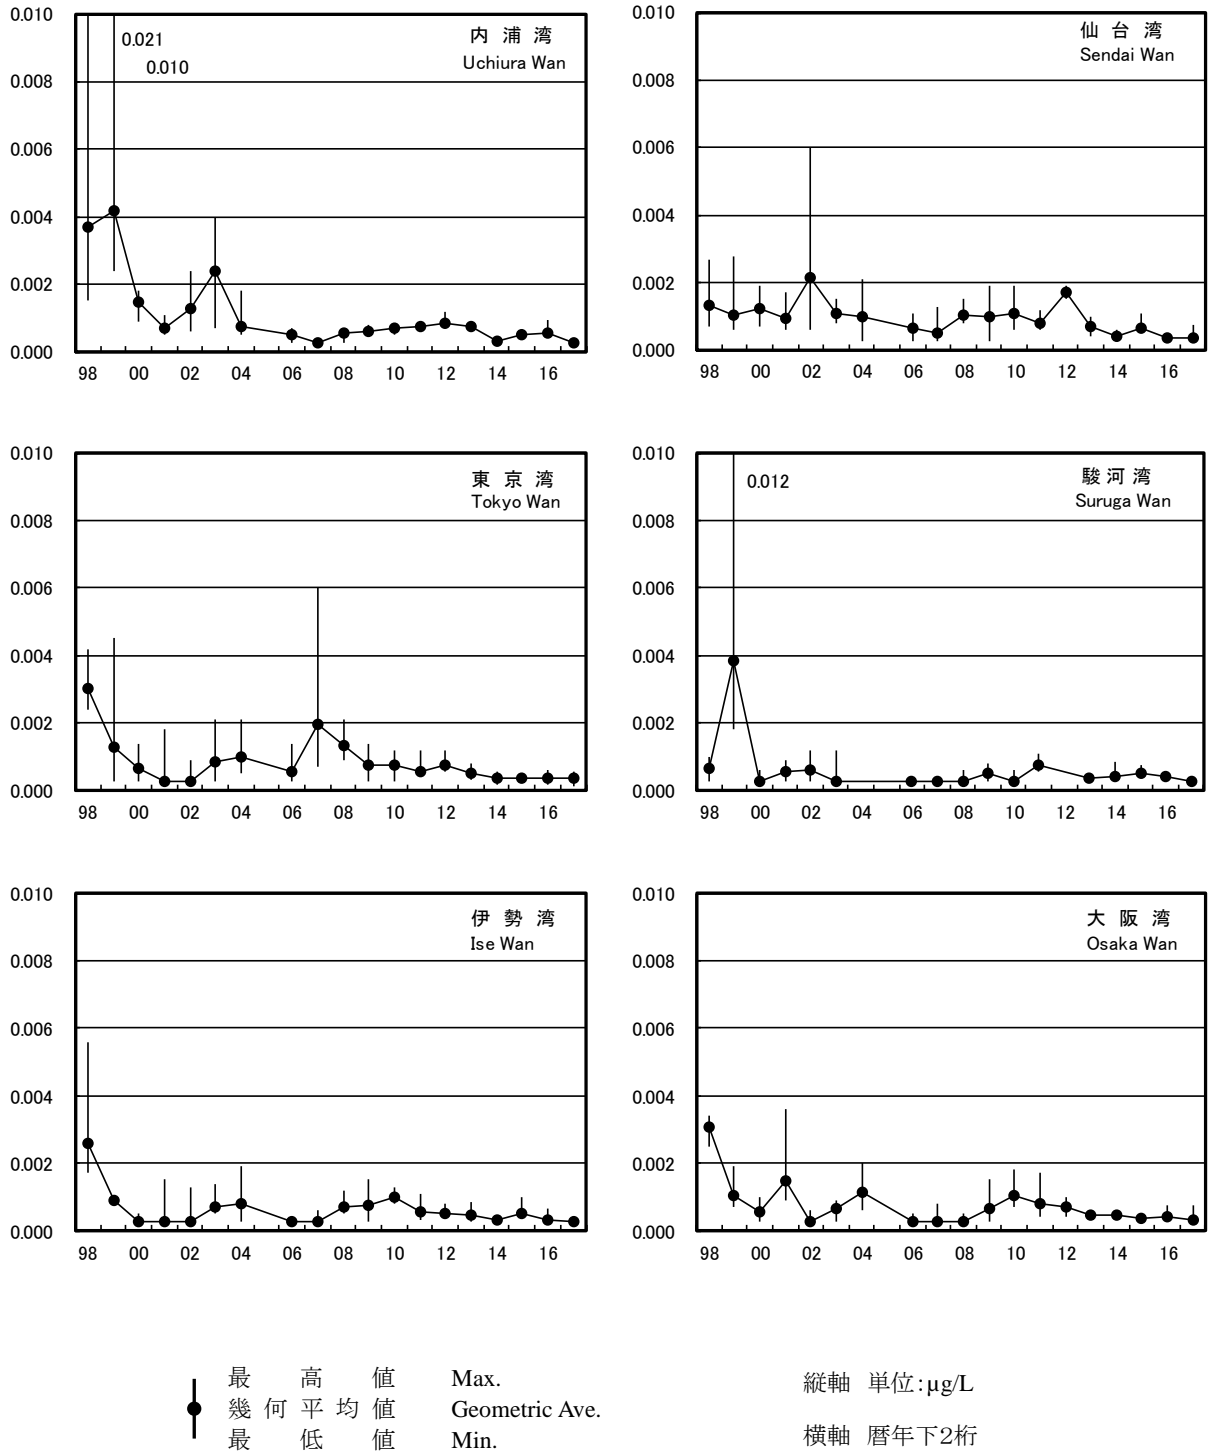 0.010
0.008
0.006
0.004
0.002
0.000
0.021
0.010
内 浦 湾
Uchiura Wan
98 00 02 04 06 08 10 12 14 16
0.010
0.008
0.006
0.004
0.002
0.000
仙 台 湾
Sendai Wan
98 00 02 04 06 08 10 12 14 16
0.010
0.008
0.006
0.004
0.002
0.000
東 京 湾
Tokyo Wan
98 00 02 04 06 08 10 12 14 16
0.010
0.008
0.006
0.004
0.002
0.000
0.012
駿 河 湾
Suruga Wan
98 00 02 04 06 08 10 12 14 16
0.010
0.008
0.006
0.004
0.002
0.000
伊 勢 湾
Ise Wan
98 00 02 04 06 08 10 12 14 16
0.010
0.008
0.006
0.004
0.002
0.000
大 阪 湾
Osaka Wan
98 00 02 04 06 08 10 12 14 16
最 高 値 Max.
幾 何 平 均 値 Geometric Ave.
最 低 値 Min.
縦軸 単位:µg/L
横軸 暦年下2桁